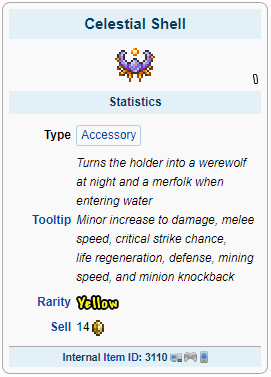 Celestial Shell
Statistics
Type Accessory
Turns the holder into a werewolf
at night and a merfolk when
entering water
Tooltip Minor increase to damage, melee
speed, critical strike chance,
life regeneration, defense, mining
speed, and minion knockback
Rarity Yellow
Sell 14
Internal Item ID: 3110